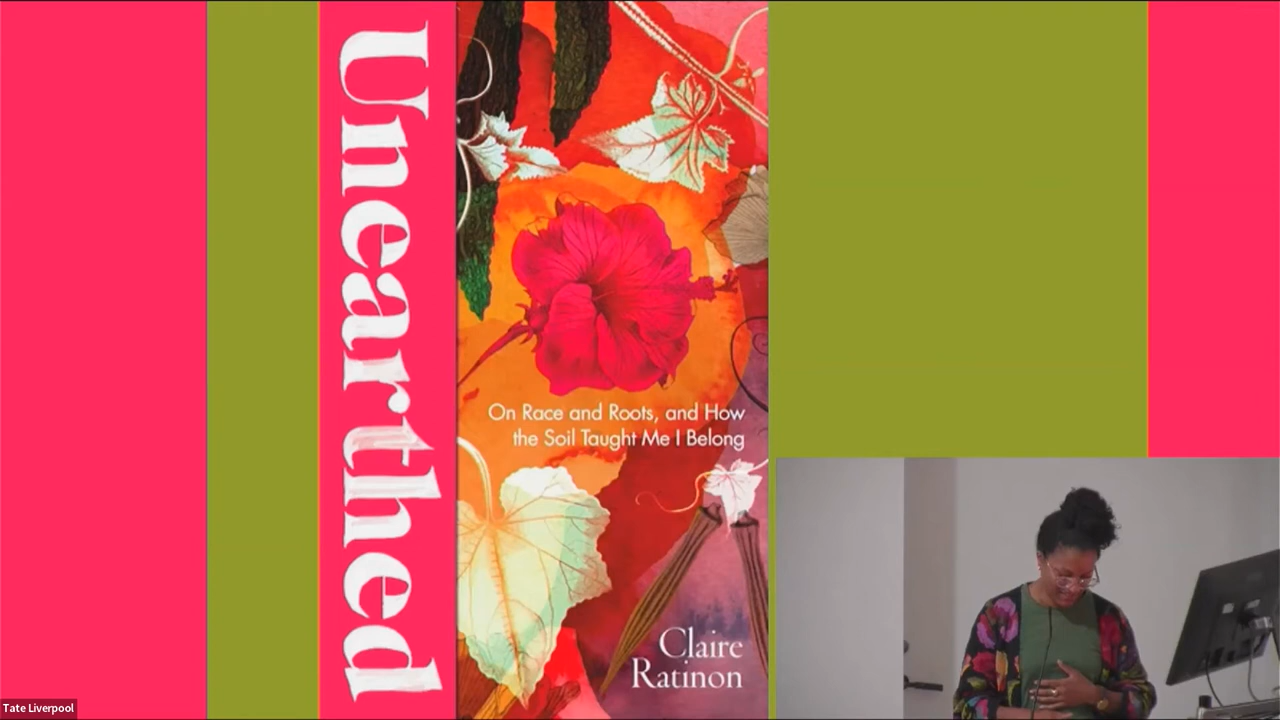 Unearthed
On Race and Roots, and How
the Soil Taught Me I Belong
Claire
Ratinon
Tate Liverpool